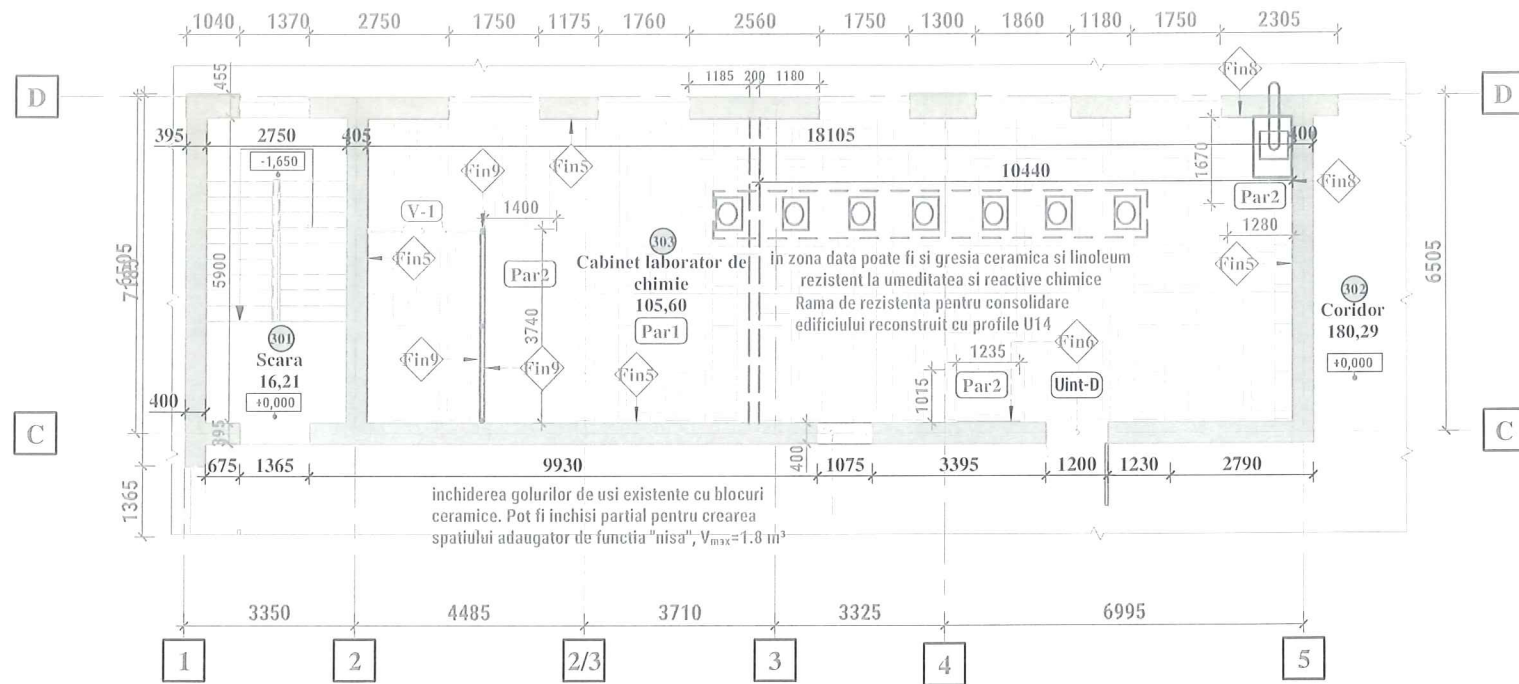 1040 1370 2750 1750 1175 1760 2560 1750 1300 1860 1180 1750 2305
1185 200 1180
D
D
455
Fin8
395 2750 405 18105 400
-1,650
Fin9
Fin5
1670
10440
Fin8
Par2
V-1
1400
1280
303
Cabinet laborator de
chimie
105,60
Par1
Fin5
Par2
in zona data poate fi si gresia ceramica si linoleum
rezistent la umeditatea si reactive chimice
Rama de rezistenta pentru consolidare
edificiului reconstruit cu profile U14
Fin5
6505
5900
6505
302
Coridor
180,29
+0,000
301
Scara
16,21
+0,000
3740
Fin9
Fin9
Fin5
Fin6
1235
1015
Par2
Uint-D
400
C
C
395
400
675 1365 9930 1075 3395 1200 1230 2790
1365
inchiderea golurilor de usi existente cu blocuri
ceramice. Pot fi inchisi partial pentru crearea
spatiului adaugator de functia "nisa", Vmax=1.8 m³
3350 4485 3710 3325 6995
1 2 2/3 3 4 5